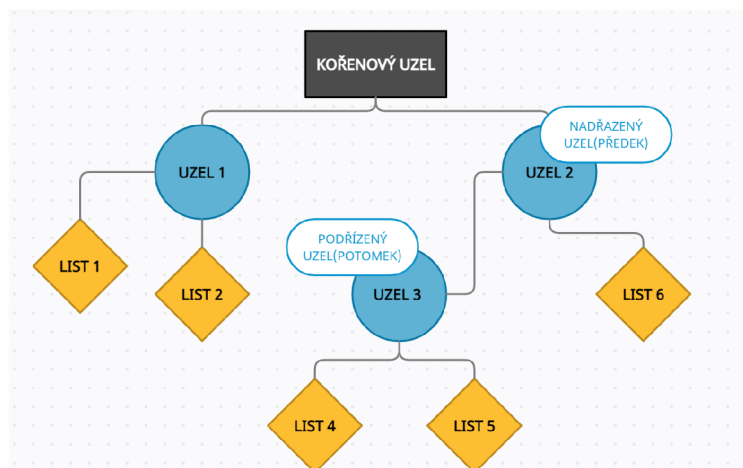 KOŘENOVÝ UZEL
NADŘAZENÝ
UZEL(PŘEDEK)
UZEL 1
UZEL 2
PODŘÍZENÝ
UZEL(POTOMEK)
LIST 1
LIST 2
UZEL 3
LIST 6
LIST 4
LIST 5